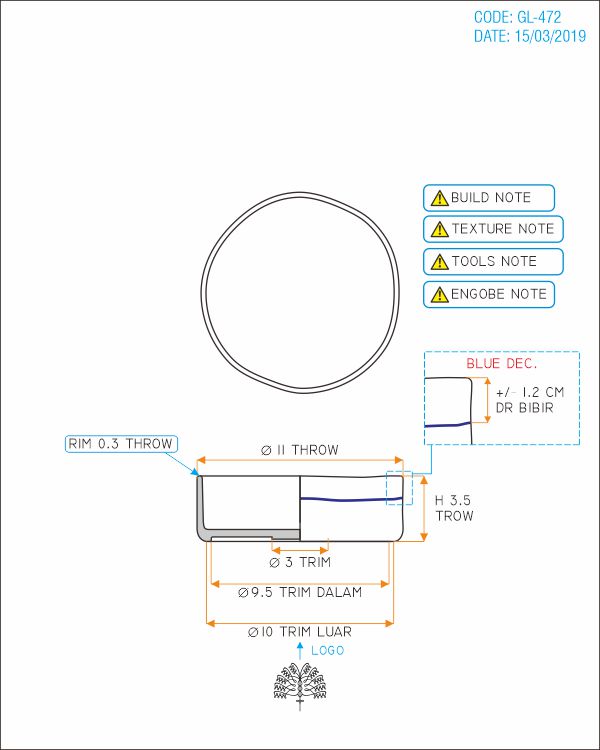 CODE: GL-472
DATE: 15/03/2019
BUILD NOTE
TEXTURE NOTE
TOOLS NOTE
ENGOBE NOTE
BLUE DEC.
+/- 1.2 CM
DR BIBIR
RIM 0.3 THROW
Ø 11 THROW
H 3.5
TROW
Ø 3 TRIM
Ø 9.5 TRIM DALAM
Ø 10 TRIM LUAR
LOGO